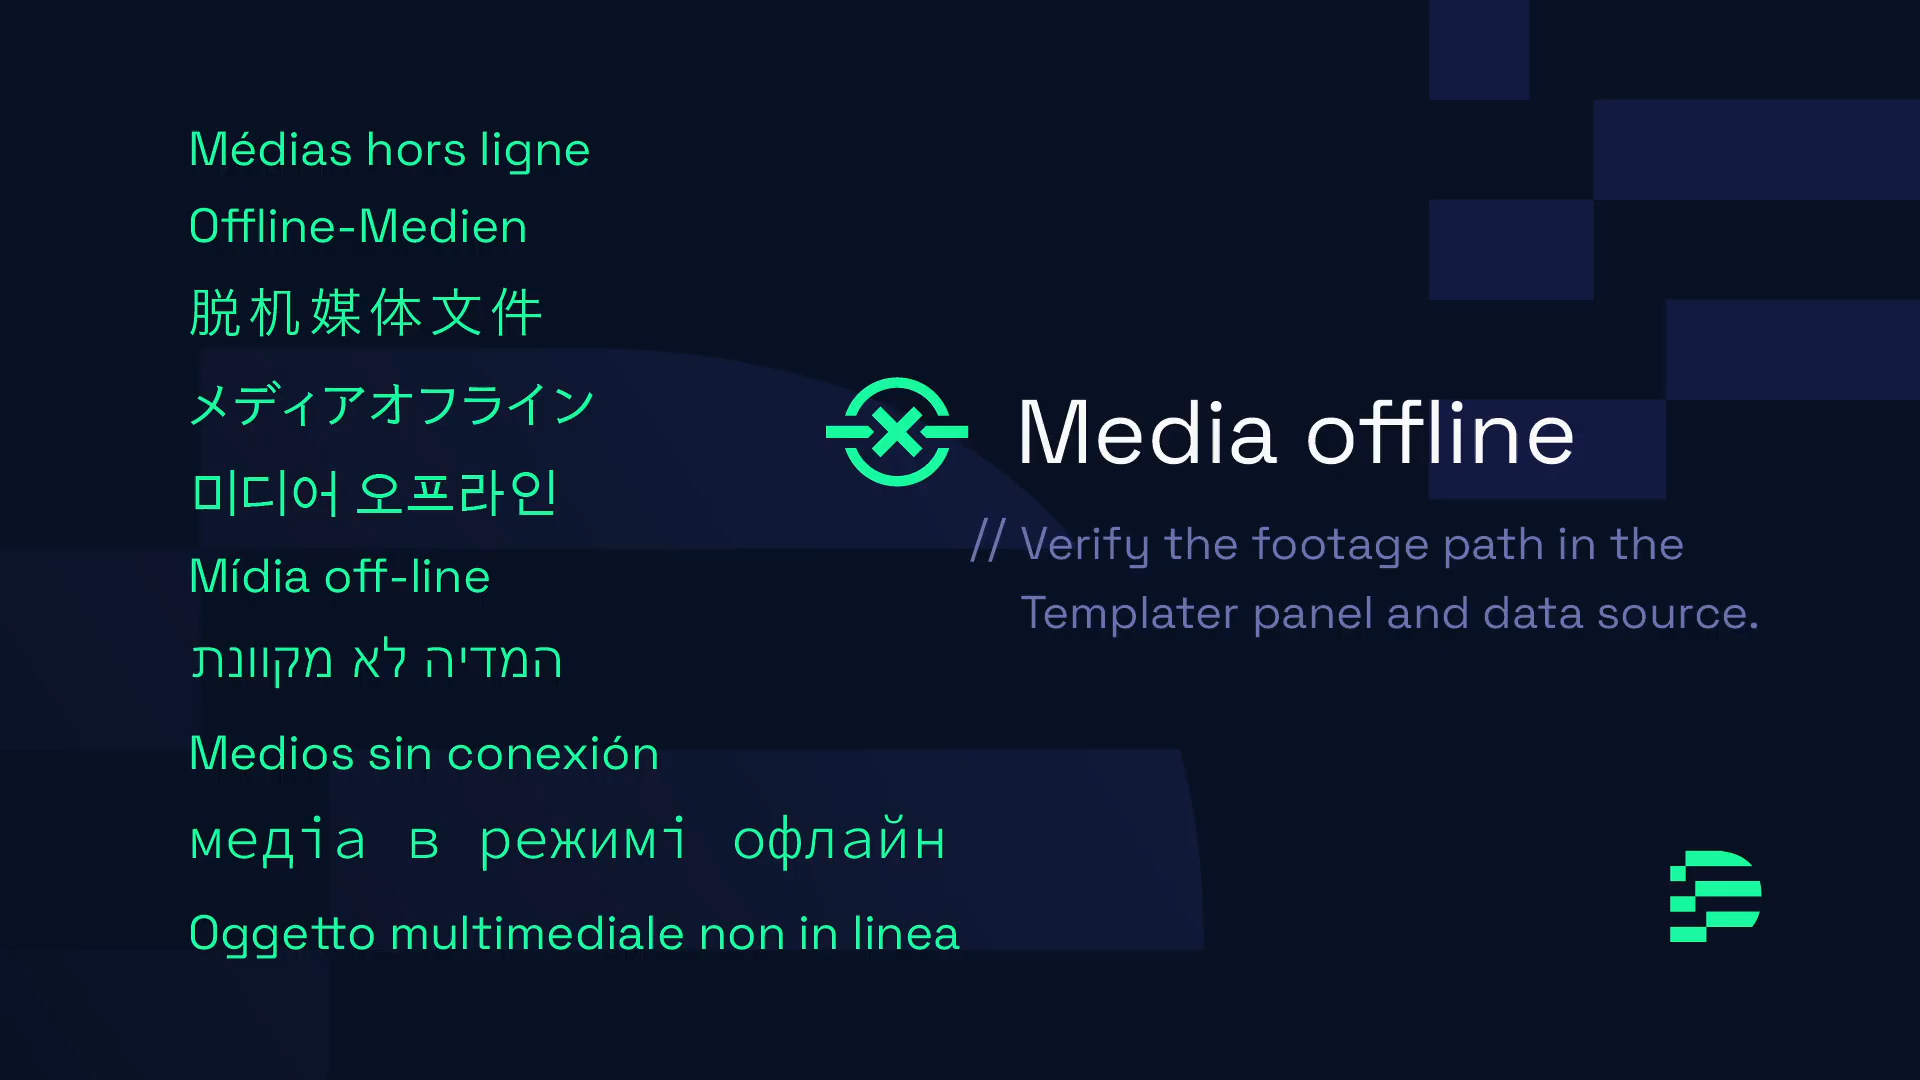 Médias hors ligne
Offline-Medien
脱机媒体文件
メディアオフライン
미디어 오프라인
Mídia off-line
המדיה לא מקוונת
Medios sin conexión
медіа в режимі офлайн
Oggetto multimediale non in linea
Media offline
// Verify the footage path in the
Templater panel and data source.